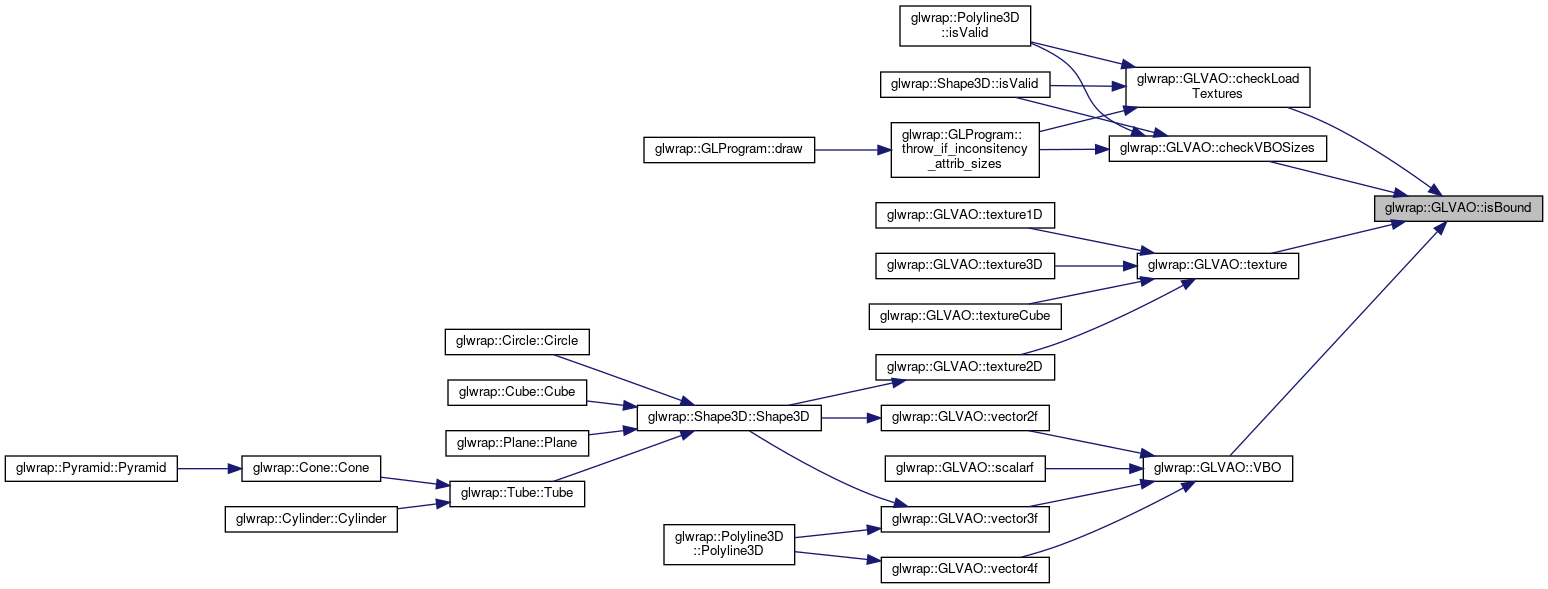 glwrap::Polyline3D
::isValid
glwrap::GLVAO::checkLoad
Textures
glwrap::Shape3D::isValid
glwrap::GLProgram::
throw_if_inconsitency
_attrib_sizes
glwrap::GLProgram::draw
glwrap::GLVAO::checkVBOSizes
glwrap::GLVAO::isBound
glwrap::GLVAO::texture1D
glwrap::GLVAO::texture3D
glwrap::GLVAO::texture
glwrap::GLVAO::textureCube
glwrap::Circle::Circle
glwrap::GLVAO::texture2D
glwrap::Cube::Cube
glwrap::Shape3D::Shape3D
glwrap::GLVAO::vector2f
glwrap::Plane::Plane
glwrap::Pyramid::Pyramid
glwrap::Cone::Cone
glwrap::GLVAO::scalarf
glwrap::GLVAO::VBO
glwrap::Tube::Tube
glwrap::Cylinder::Cylinder
glwrap::GLVAO::vector3f
glwrap::Polyline3D
::Polyline3D
glwrap::GLVAO::vector4f